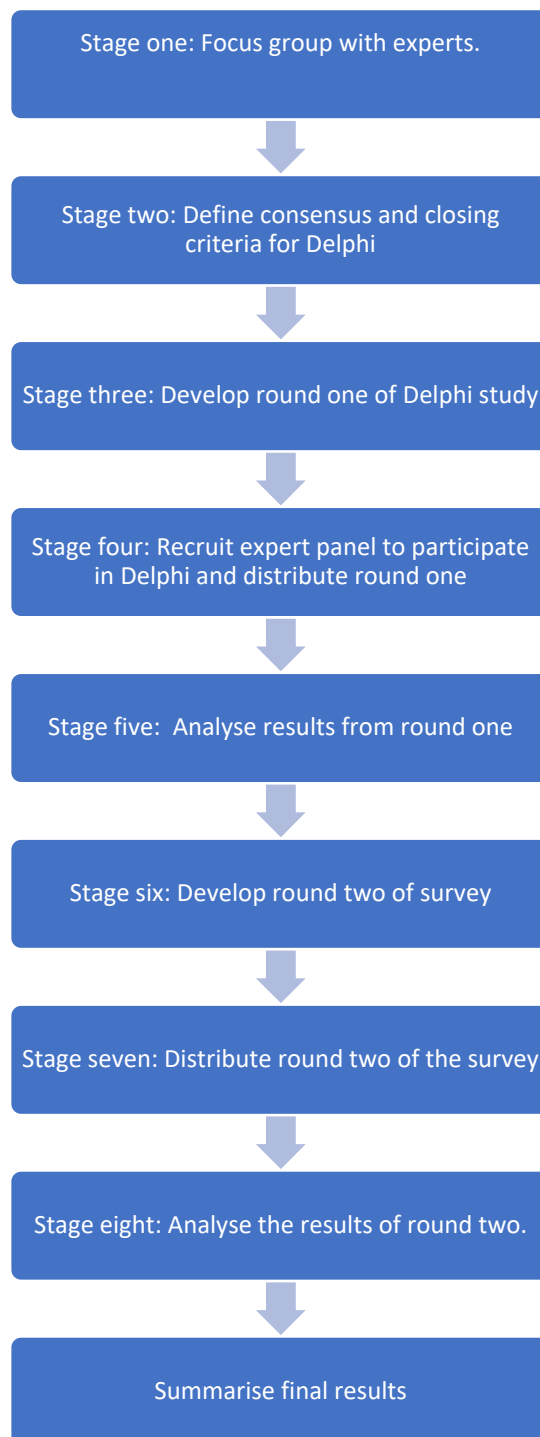 Stage one: Focus group with experts.
Stage two: Define consensus and closing
criteria for Delphi
Stage three: Develop round one of Delphi study
Stage four: Recruit expert panel to participate
in Delphi and distribute round one
Stage five:  Analyse results from round one
Stage six: Develop round two of survey
Stage seven: Distribute round two of the survey
Stage eight: Analyse the results of round two.
Summarise final results